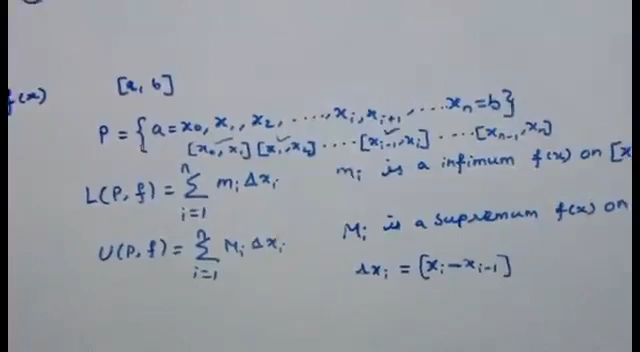 f(x) [a, b]
P = {a = x₀, x₁, x₂, ...., xᵢ, xᵢ₊₁, .... xₙ = b}
[x₀, x₁] [x₁, x₂] .... [xᵢ₋₁, xᵢ] .... [xₙ₋₁, xₙ]
L(P, f) = Σᵢ₌₁ⁿ mᵢ Δxᵢ mᵢ is a infimum f(x) on [x
U(P, f) = Σᵢ₌₁ⁿ Mᵢ Δxᵢ Mᵢ is a supremum f(x) on
Δxᵢ = [xᵢ - xᵢ₋₁]